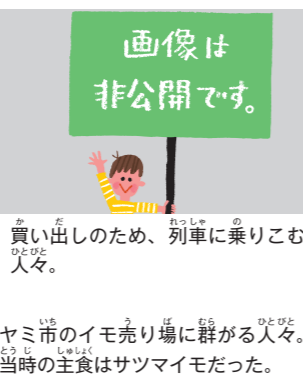 画像は
非公開です。
買い出しのため、列車に乗りこむ
人々。
ヤミ市のイモ売り場に群がる人々。
当時の主食はサツマイモだった。